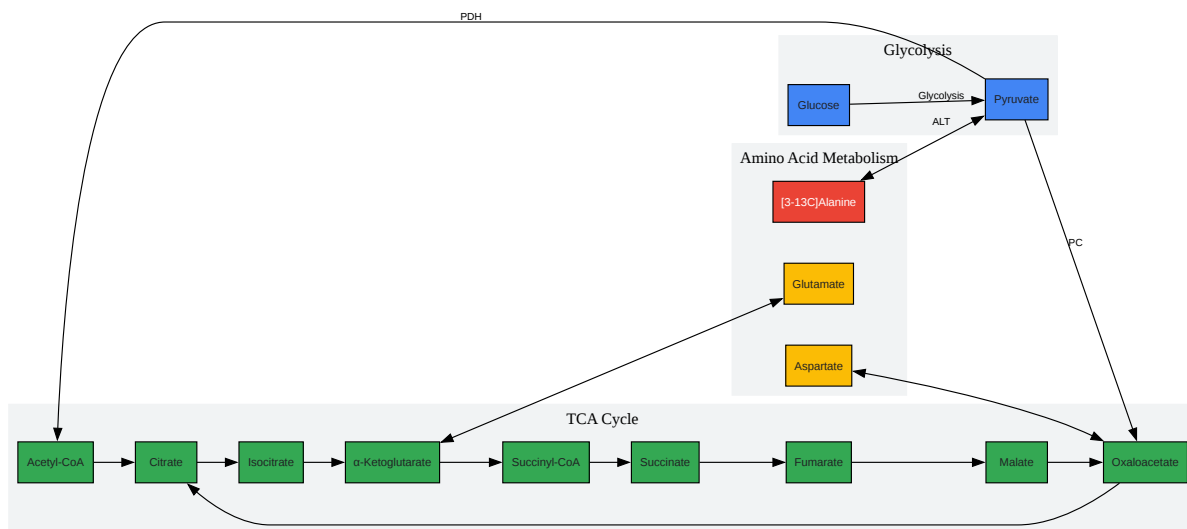 PDH
Glycolysis
Glucose
Glycolysis
Pyruvate
ALT
Amino Acid Metabolism
[3-13C]Alanine
PC
Glutamate
Aspartate
TCA Cycle
Acetyl-CoA
Citrate
Isocitrate
α-Ketoglutarate
Succinyl-CoA
Succinate
Fumarate
Malate
Oxaloacetate